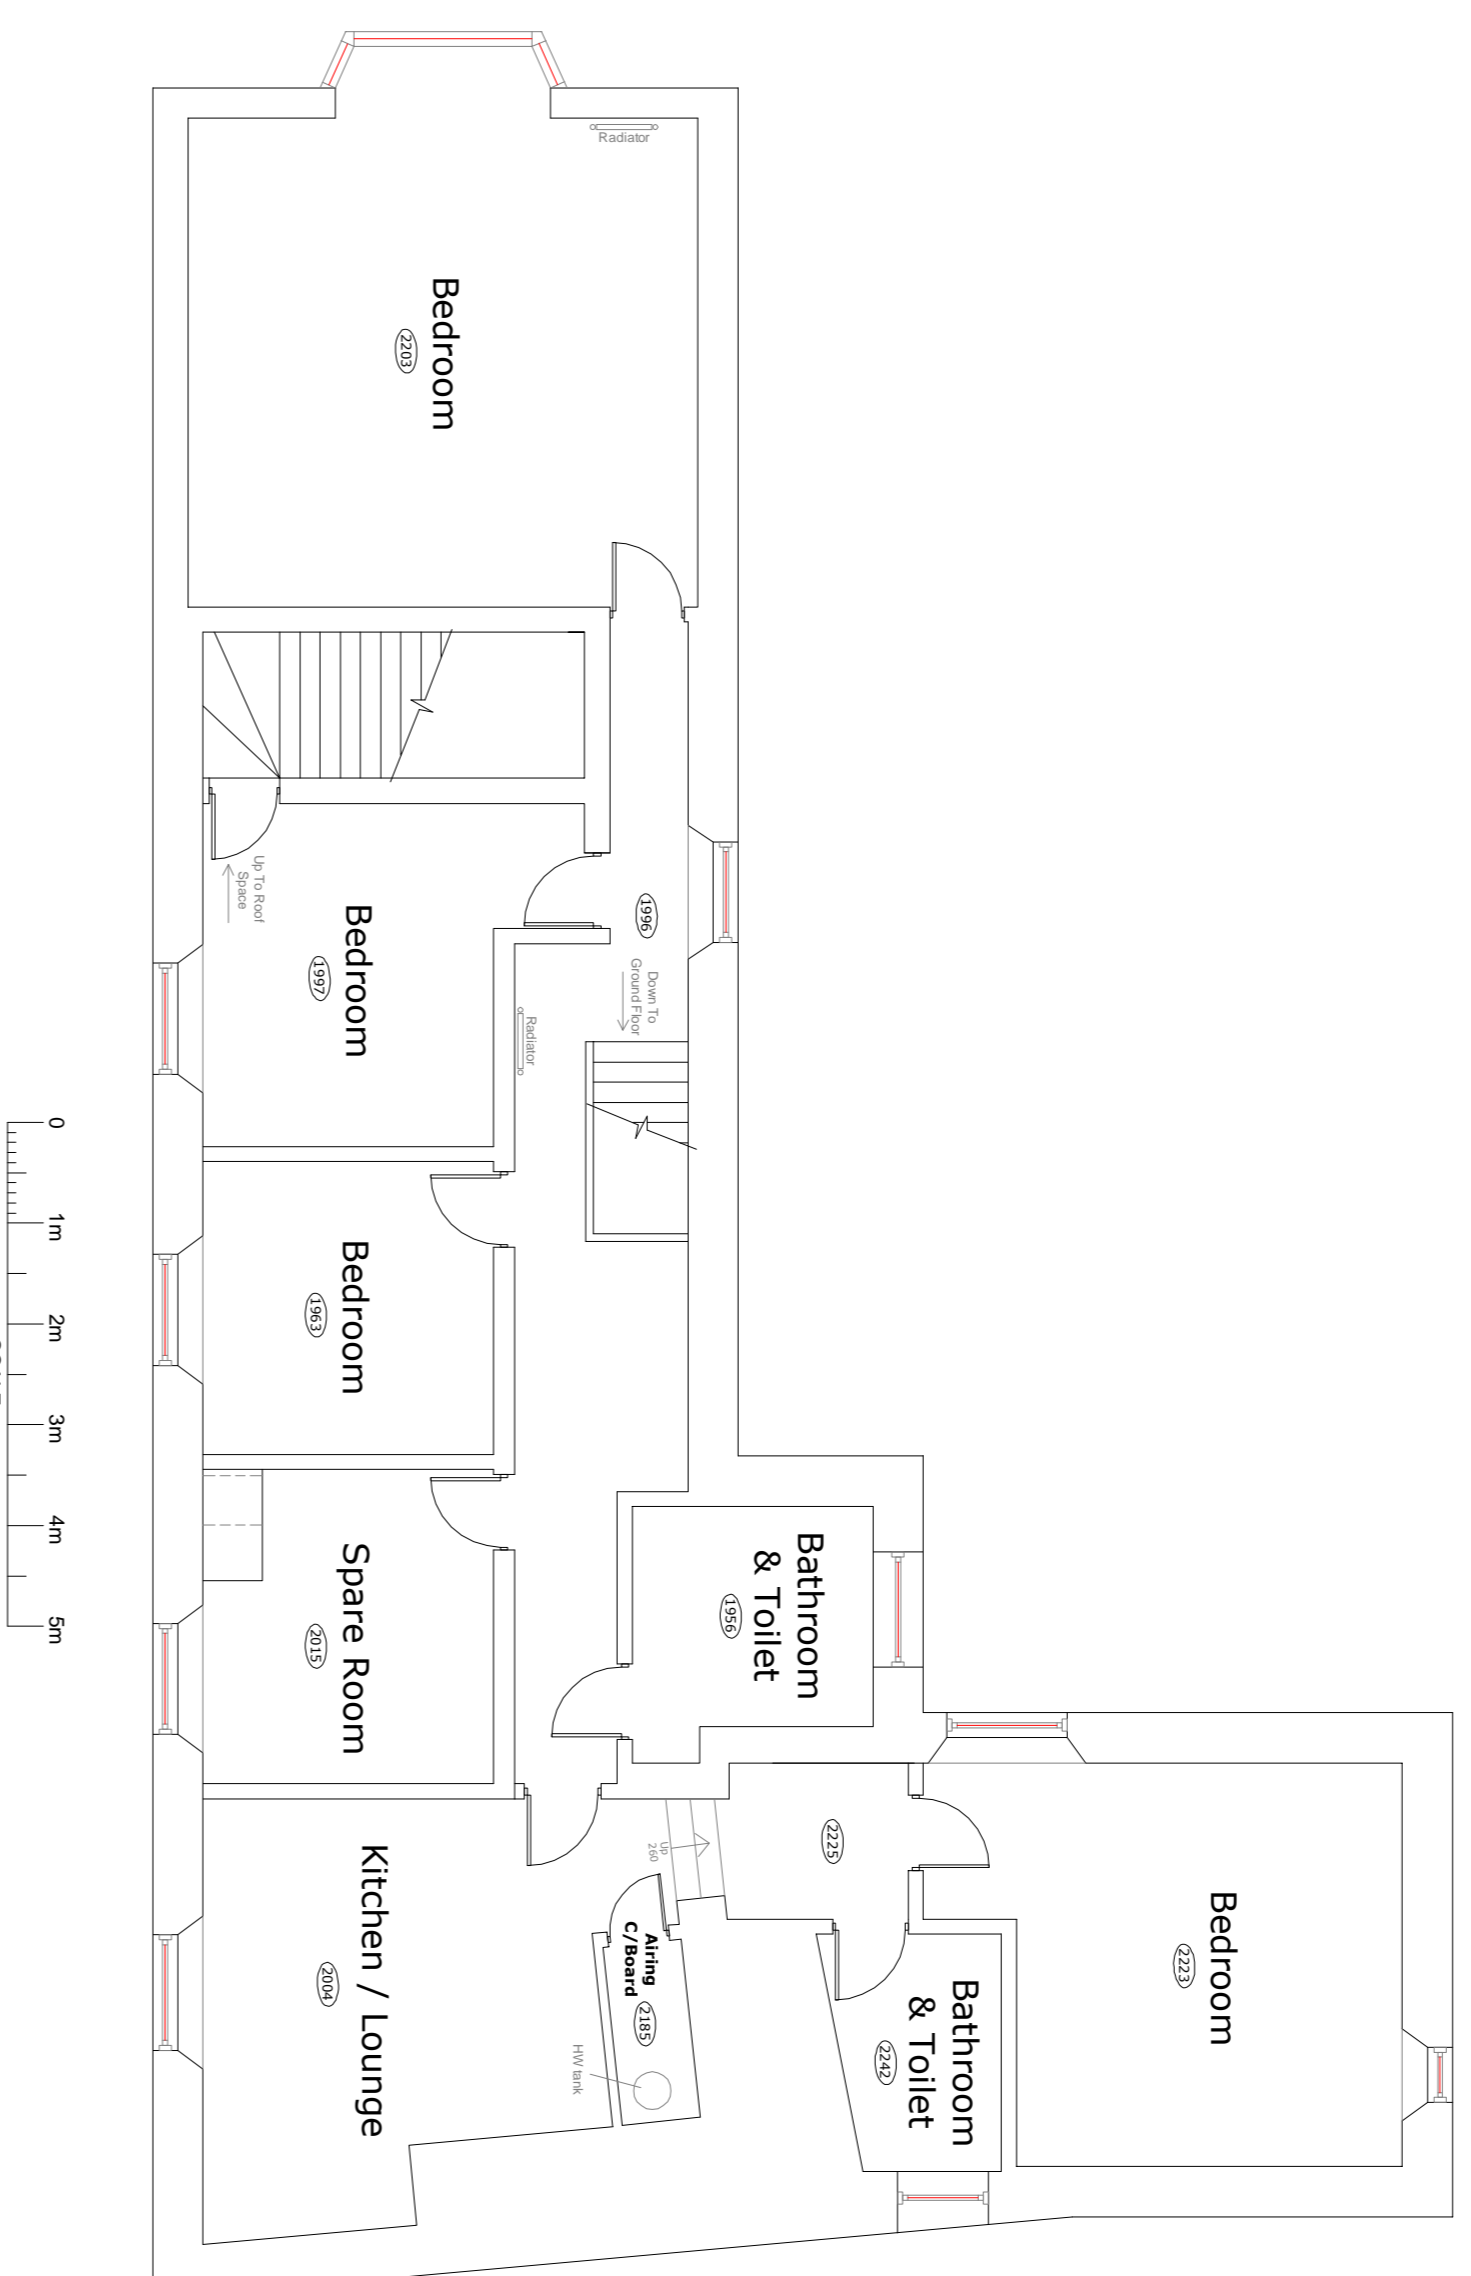 Radiator
Bedroom
2203
Up To Roof
Space
Bedroom
1997
1996
Down To
Ground Floor
Radiator
Bedroom
1963
Spare Room
2015
Bathroom
& Toilet
1956
Kitchen / Lounge
2004
Up
260
2225
Airing
C/Board
2185
HW tank
Bathroom
& Toilet
2242
Bedroom
2223
0 1m 2m 3m 4m 5m